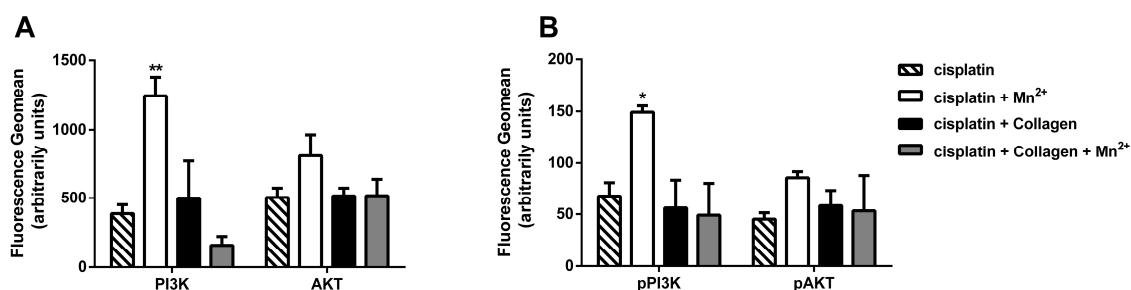 A
Fluorescence Geomean
(arbitrarily units)
1500
1000
500
0
**
PI3K
AKT
B
Fluorescence Geomean
(arbitrarily units)
200
150
100
50
0
*
pPI3K
pAKT
cisplatin
cisplatin + Mn²⁺
cisplatin + Collagen
cisplatin + Collagen + Mn²⁺